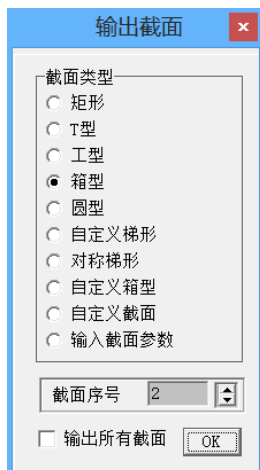 输出截面
×
截面类型
矩形
T型
工型
箱型
圆型
自定义梯形
对称梯形
自定义箱型
自定义截面
输入截面参数
截面序号 2
输出所有截面 OK